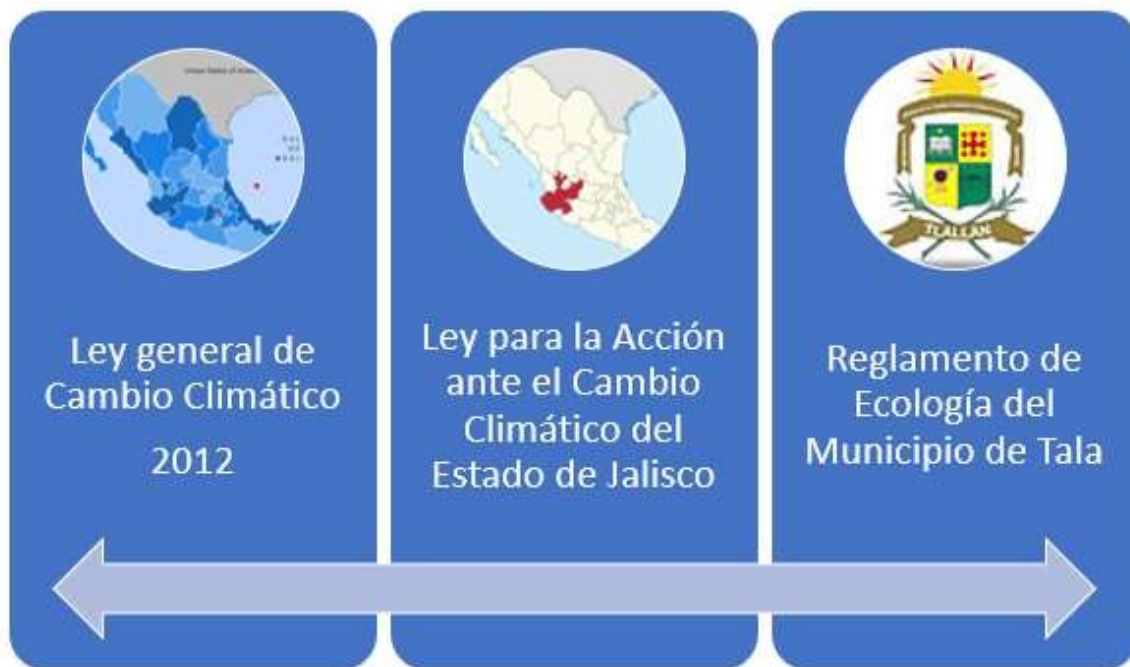 Ley general de
Cambio Climático
2012
Ley para la Acción
ante el Cambio
Climático del
Estado de Jalisco
TLALLÁN
Reglamento de
Ecología del
Municipio de Tala